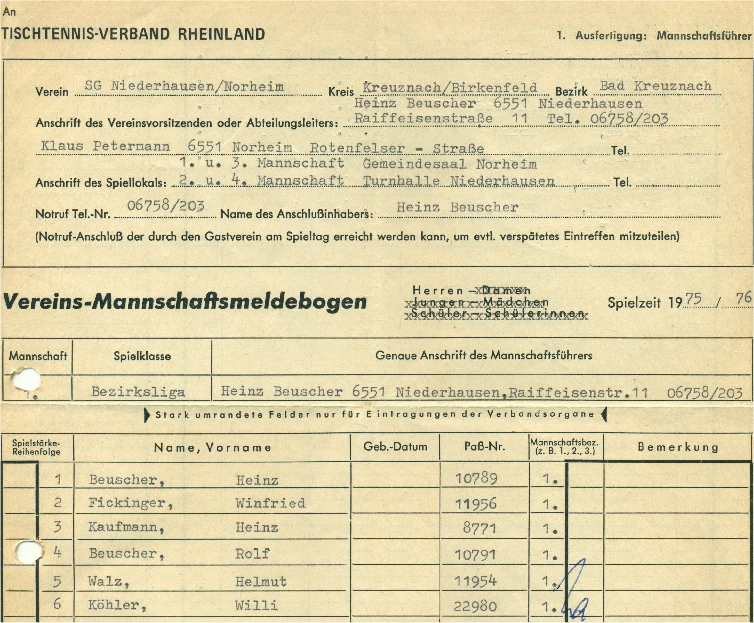 An
TISCHTENNIS-VERBAND RHEINLAND
1. Ausfertigung: Mannschaftsführer
Verein SG Niederhausen/Norheim Kreis Kreuznach/Birkenfeld Bezirk Bad Kreuznach
Heinz Beuscher 6551 Niederhausen
Anschrift des Vereinsvorsitzenden oder Abteilungsleiters: Raiffeisenstraße 11 Tel. 06758/203
Klaus Petermann 6551 Norheim Rotenfelser - Straße Tel.
1. u. 3. Mannschaft Gemeindesaal Norheim
Anschrift des Spiellokals: 2. u. 4. Mannschaft Turnhalle Niederhausen Tel.
Notruf Tel.-Nr. 06758/203 Name des Anschlußinhabers: Heinz Beuscher
(Notruf-Anschluß der durch den Gastverein am Spieltag erreicht werden kann, um evtl. verspätetes Eintreffen mitzuteilen)
Vereins-Mannschaftsmeldebogen
Herren - Damen
Jungen - Mädchen
Schüler - Schülerinnen
Spielzeit 1975 / 76
Mannschaft Spielklasse Genaue Anschrift des Mannschaftsführers
1. Bezirksliga Heinz Beuscher 6551 Niederhausen,Raiffeisenstr.11 06758/203
Stark umrandete Felder nur für Eintragungen der Verbandsorgane
Spielstärke-Reihenfolge Name, Vorname Geb.-Datum Paß-Nr. Mannschaftsbez. (z. B. 1., 2., 3.) Bemerkung
1 Beuscher, Heinz 10789 1.
2 Fickinger, Winfried 11956 1.
3 Kaufmann, Heinz 8771 1.
4 Beuscher, Rolf 10791 1.
5 Walz, Helmut 11954 1.
6 Köhler, Willi 22980 1.